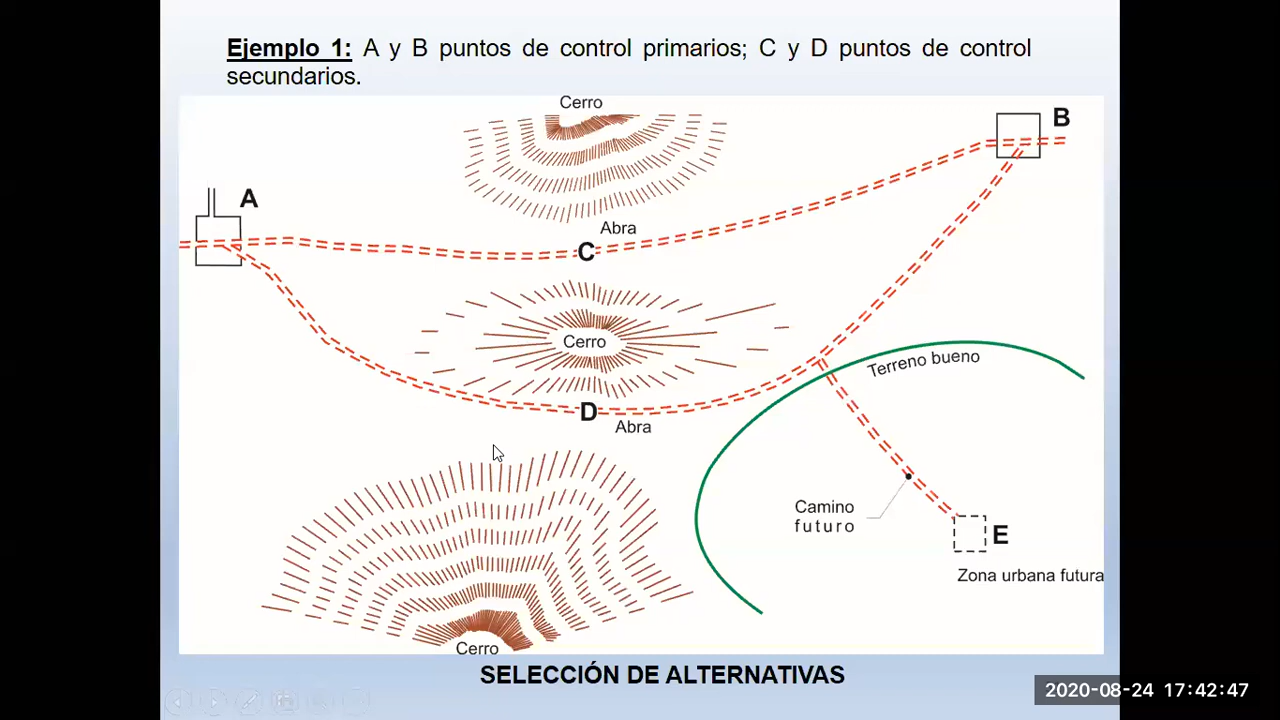 Ejemplo 1: A y B puntos de control primarios; C y D puntos de control
secundarios.
Cerro
B
A
Abra
C
Cerro
Terreno bueno
D
Abra
Camino
futuro
E
Zona urbana futura
Cerro
SELECCIÓN DE ALTERNATIVAS
2020-08-24 17:42:47